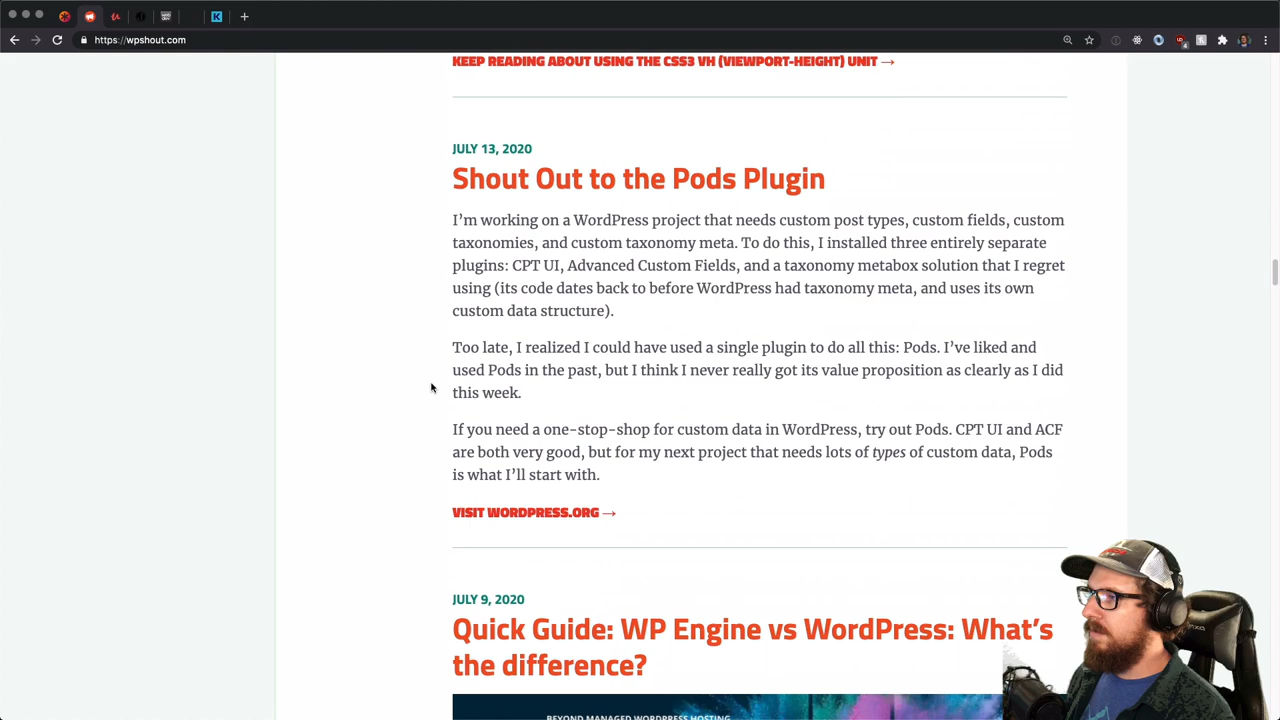 https://wpshout.com
KEEP READING ABOUT USING THE CSS3 VH (VIEWPORT-HEIGHT) UNIT →
JULY 13, 2020
Shout Out to the Pods Plugin
I’m working on a WordPress project that needs custom post types, custom fields, custom
taxonomies, and custom taxonomy meta. To do this, I installed three entirely separate
plugins: CPT UI, Advanced Custom Fields, and a taxonomy metabox solution that I regret
using (its code dates back to before WordPress had taxonomy meta, and uses its own
custom data structure).
Too late, I realized I could have used a single plugin to do all this: Pods. I’ve liked and
used Pods in the past, but I think I never really got its value proposition as clearly as I did
this week.
If you need a one-stop-shop for custom data in WordPress, try out Pods. CPT UI and ACF
are both very good, but for my next project that needs lots of types of custom data, Pods
is what I’ll start with.
VISIT WORDPRESS.ORG →
JULY 9, 2020
Quick Guide: WP Engine vs WordPress: What’s
the difference?
BEYOND MANAGED WORDPRESS HOSTING